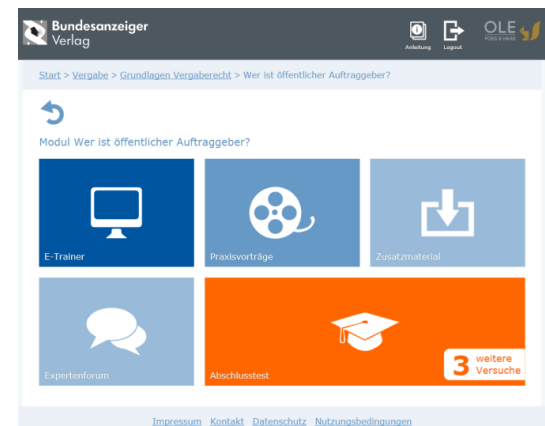 Bundesanzeiger
Verlag
Anleitung
Logout
OLE
Start > Vergabe > Grundlagen Vergaberecht > Wer ist öffentlicher Auftraggeber?
Modul Wer ist öffentlicher Auftraggeber?
E-Trainer
Praxisvorträge
Zusatzmaterial
Expertenforum
Abschlusstest
3 weitere
Versuche
Impressum Kontakt Datenschutz Nutzungsbedingungen